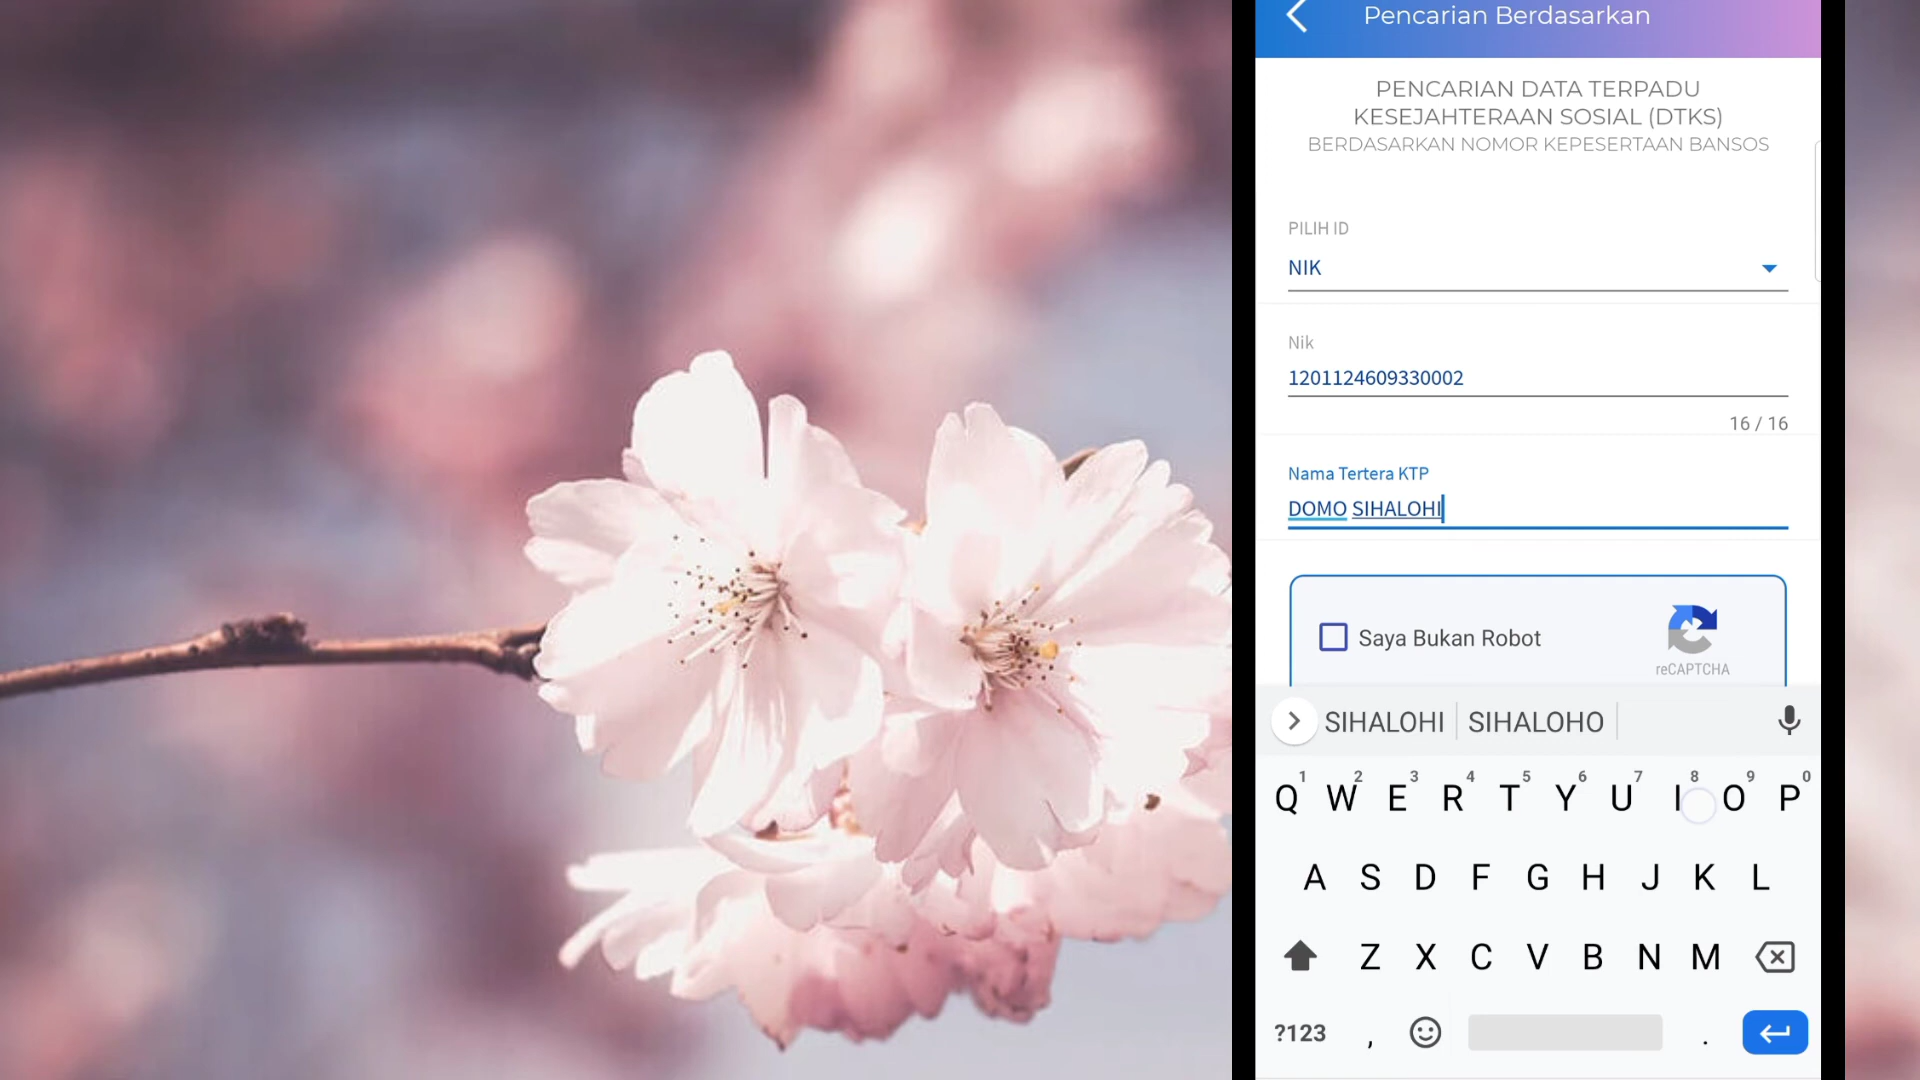 Pencarian Berdasarkan
PENCARIAN DATA TERPADU
KESEJAHTERAAN SOSIAL (DTKS)
BERDASARKAN NOMOR KEPESERTAAN BANSOS
PILIH ID
NIK
Nik
1201124609330002
16 / 16
Nama Tertera KTP
DOMO SIHALOHI
Saya Bukan Robot
reCAPTCHA
SIHALOHI SIHALOHO
1 2 3 4 5 6 7 8 9 0
Q W E R T Y U I O P
A S D F G H J K L
Z X C V B N M
?123 , .